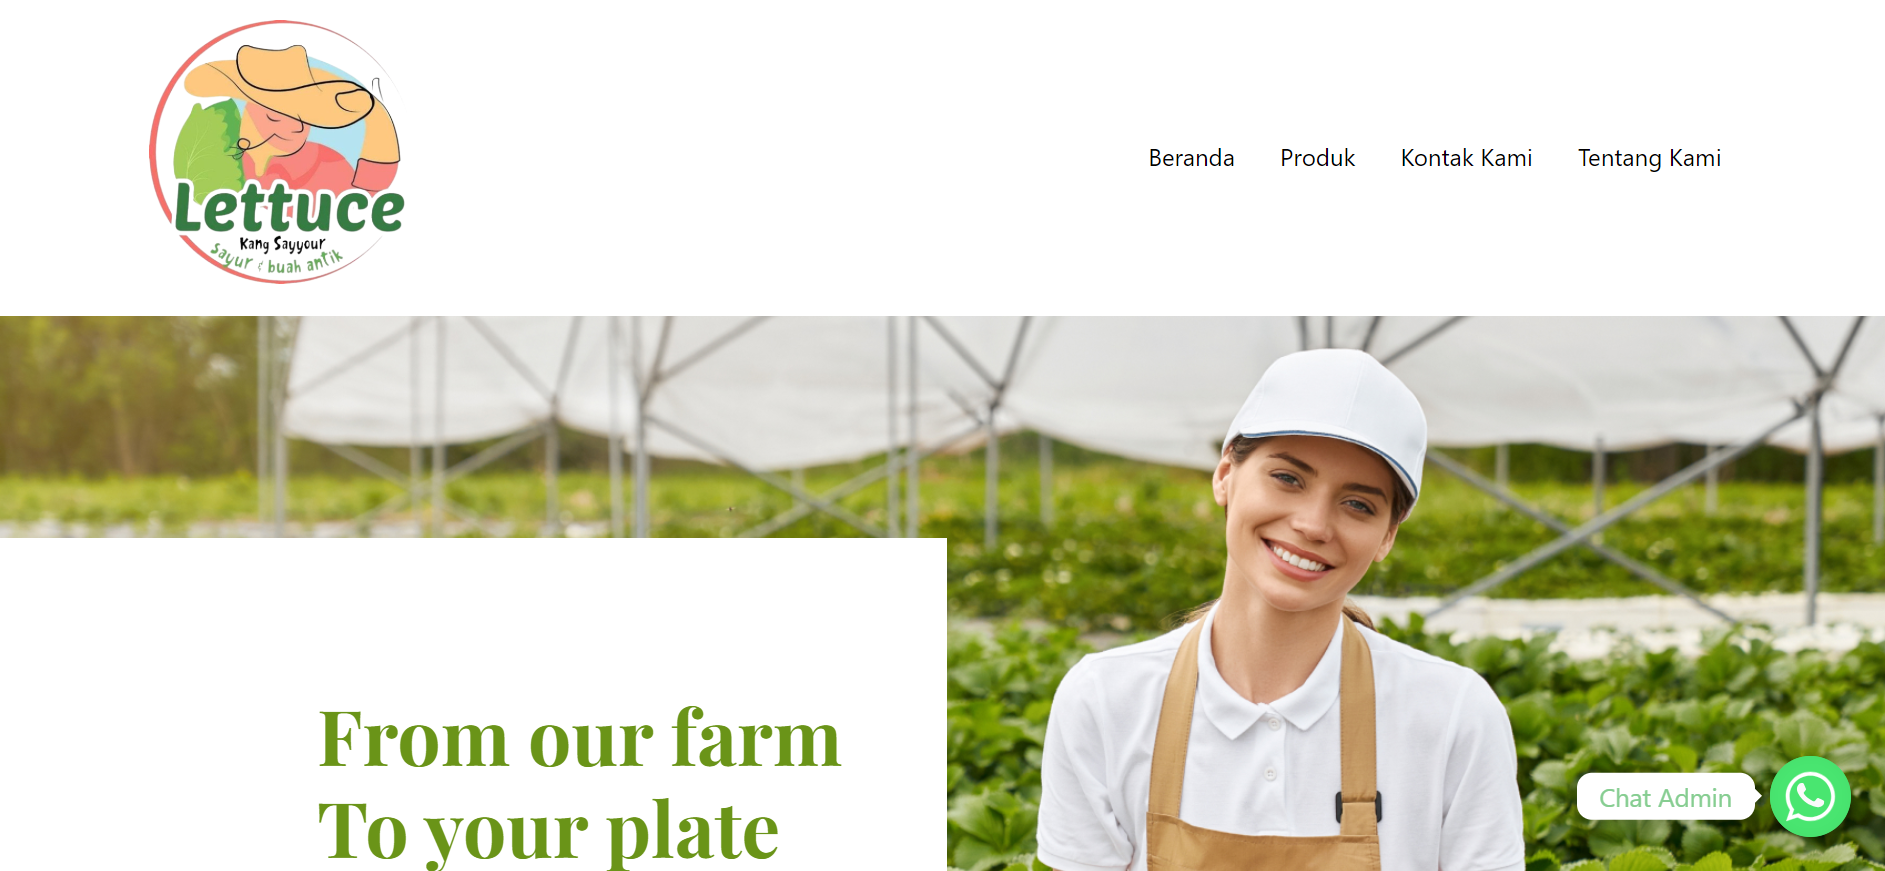 Lettuce
Kang Sayyour
sayur & buah antik
Beranda
Produk
Kontak Kami
Tentang Kami
From our farm
To your plate
Chat Admin